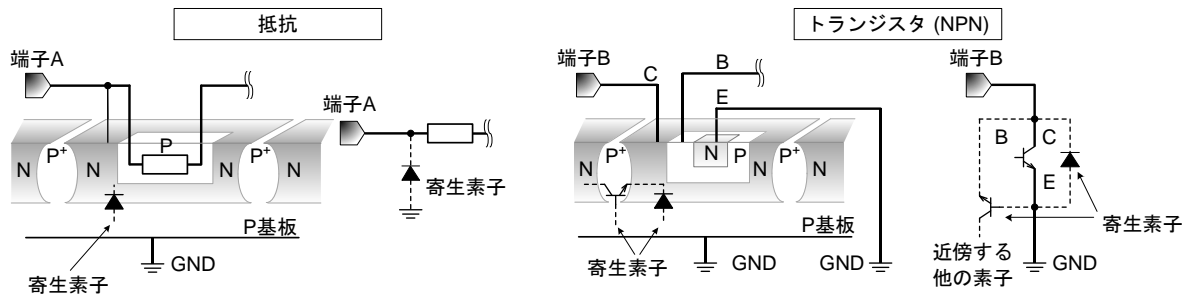 抵抗
端子A
P
N
P+
N
N
P+
N
P基板
GND
寄生素子
端子A
寄生素子
トランジスタ (NPN)
端子B
C
B
E
N
P+
N
N
P
N
P+
N
P基板
寄生素子
GND
GND
端子B
B
C
E
寄生素子
近傍する
他の素子
GND